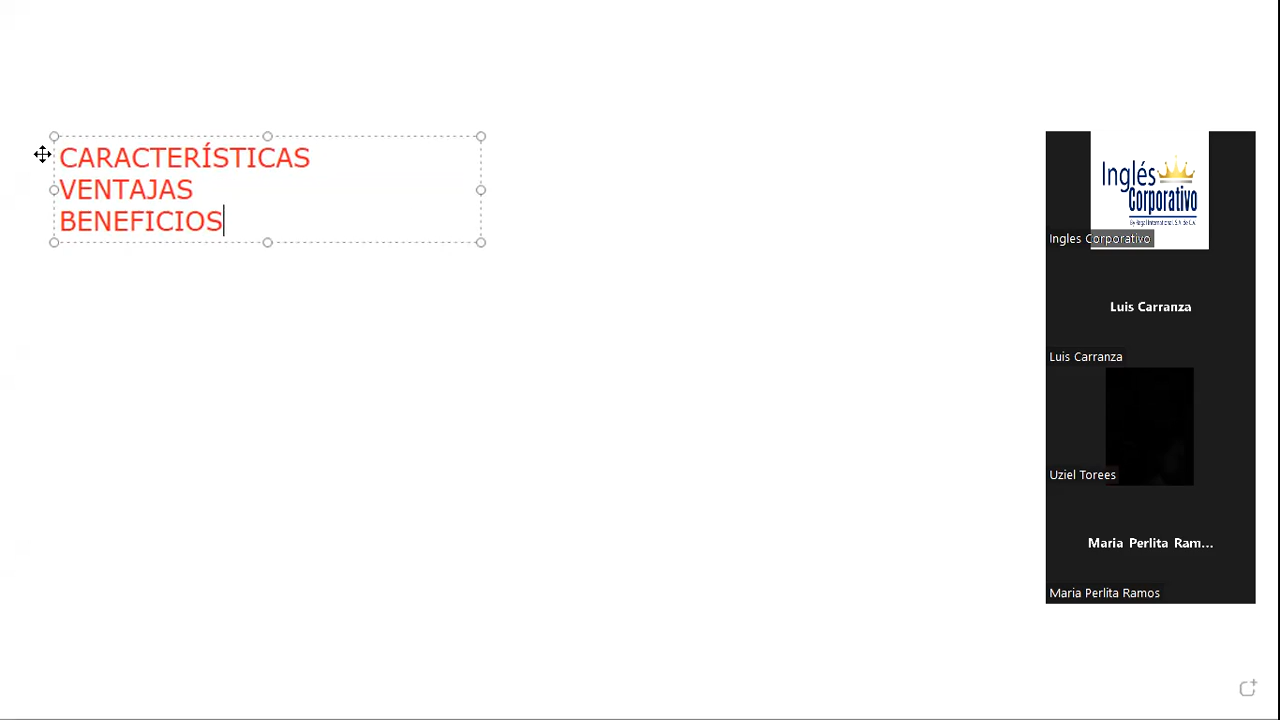 CARACTERÍSTICAS
VENTAJAS
BENEFICIOS
Inglés
Corporativo
Ingles Corporativo
Luis Carranza
Luis Carranza
Uziel Torees
Maria Perlita Ram...
Maria Perlita Ramos